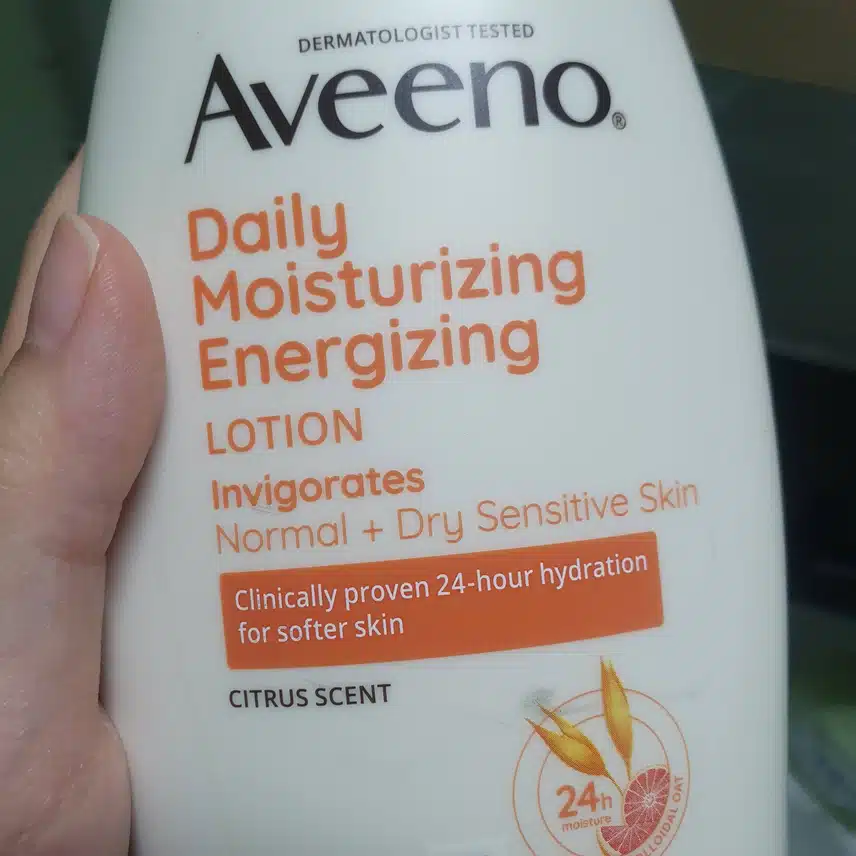 DERMATOLOGIST TESTED
Aveeno®
Daily
Moisturizing
Energizing
LOTION
Invigorates
Normal + Dry Sensitive Skin
Clinically proven 24-hour hydration
for softer skin
CITRUS SCENT
24h
moisture
OAT